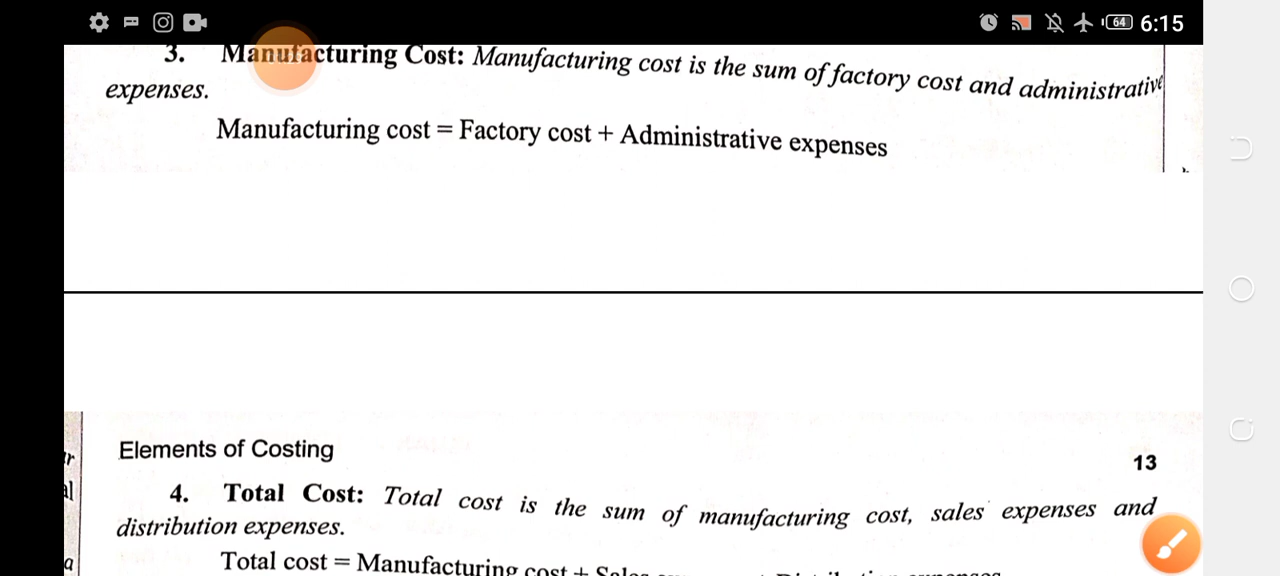 64 6:15
3. Manufacturing Cost: Manufacturing cost is the sum of factory cost and administrative
expenses.
Manufacturing cost = Factory cost + Administrative expenses
Elements of Costing
13
4. Total Cost: Total cost is the sum of manufacturing cost, sales expenses and
distribution expenses.
Total cost = Manufacturing cost +